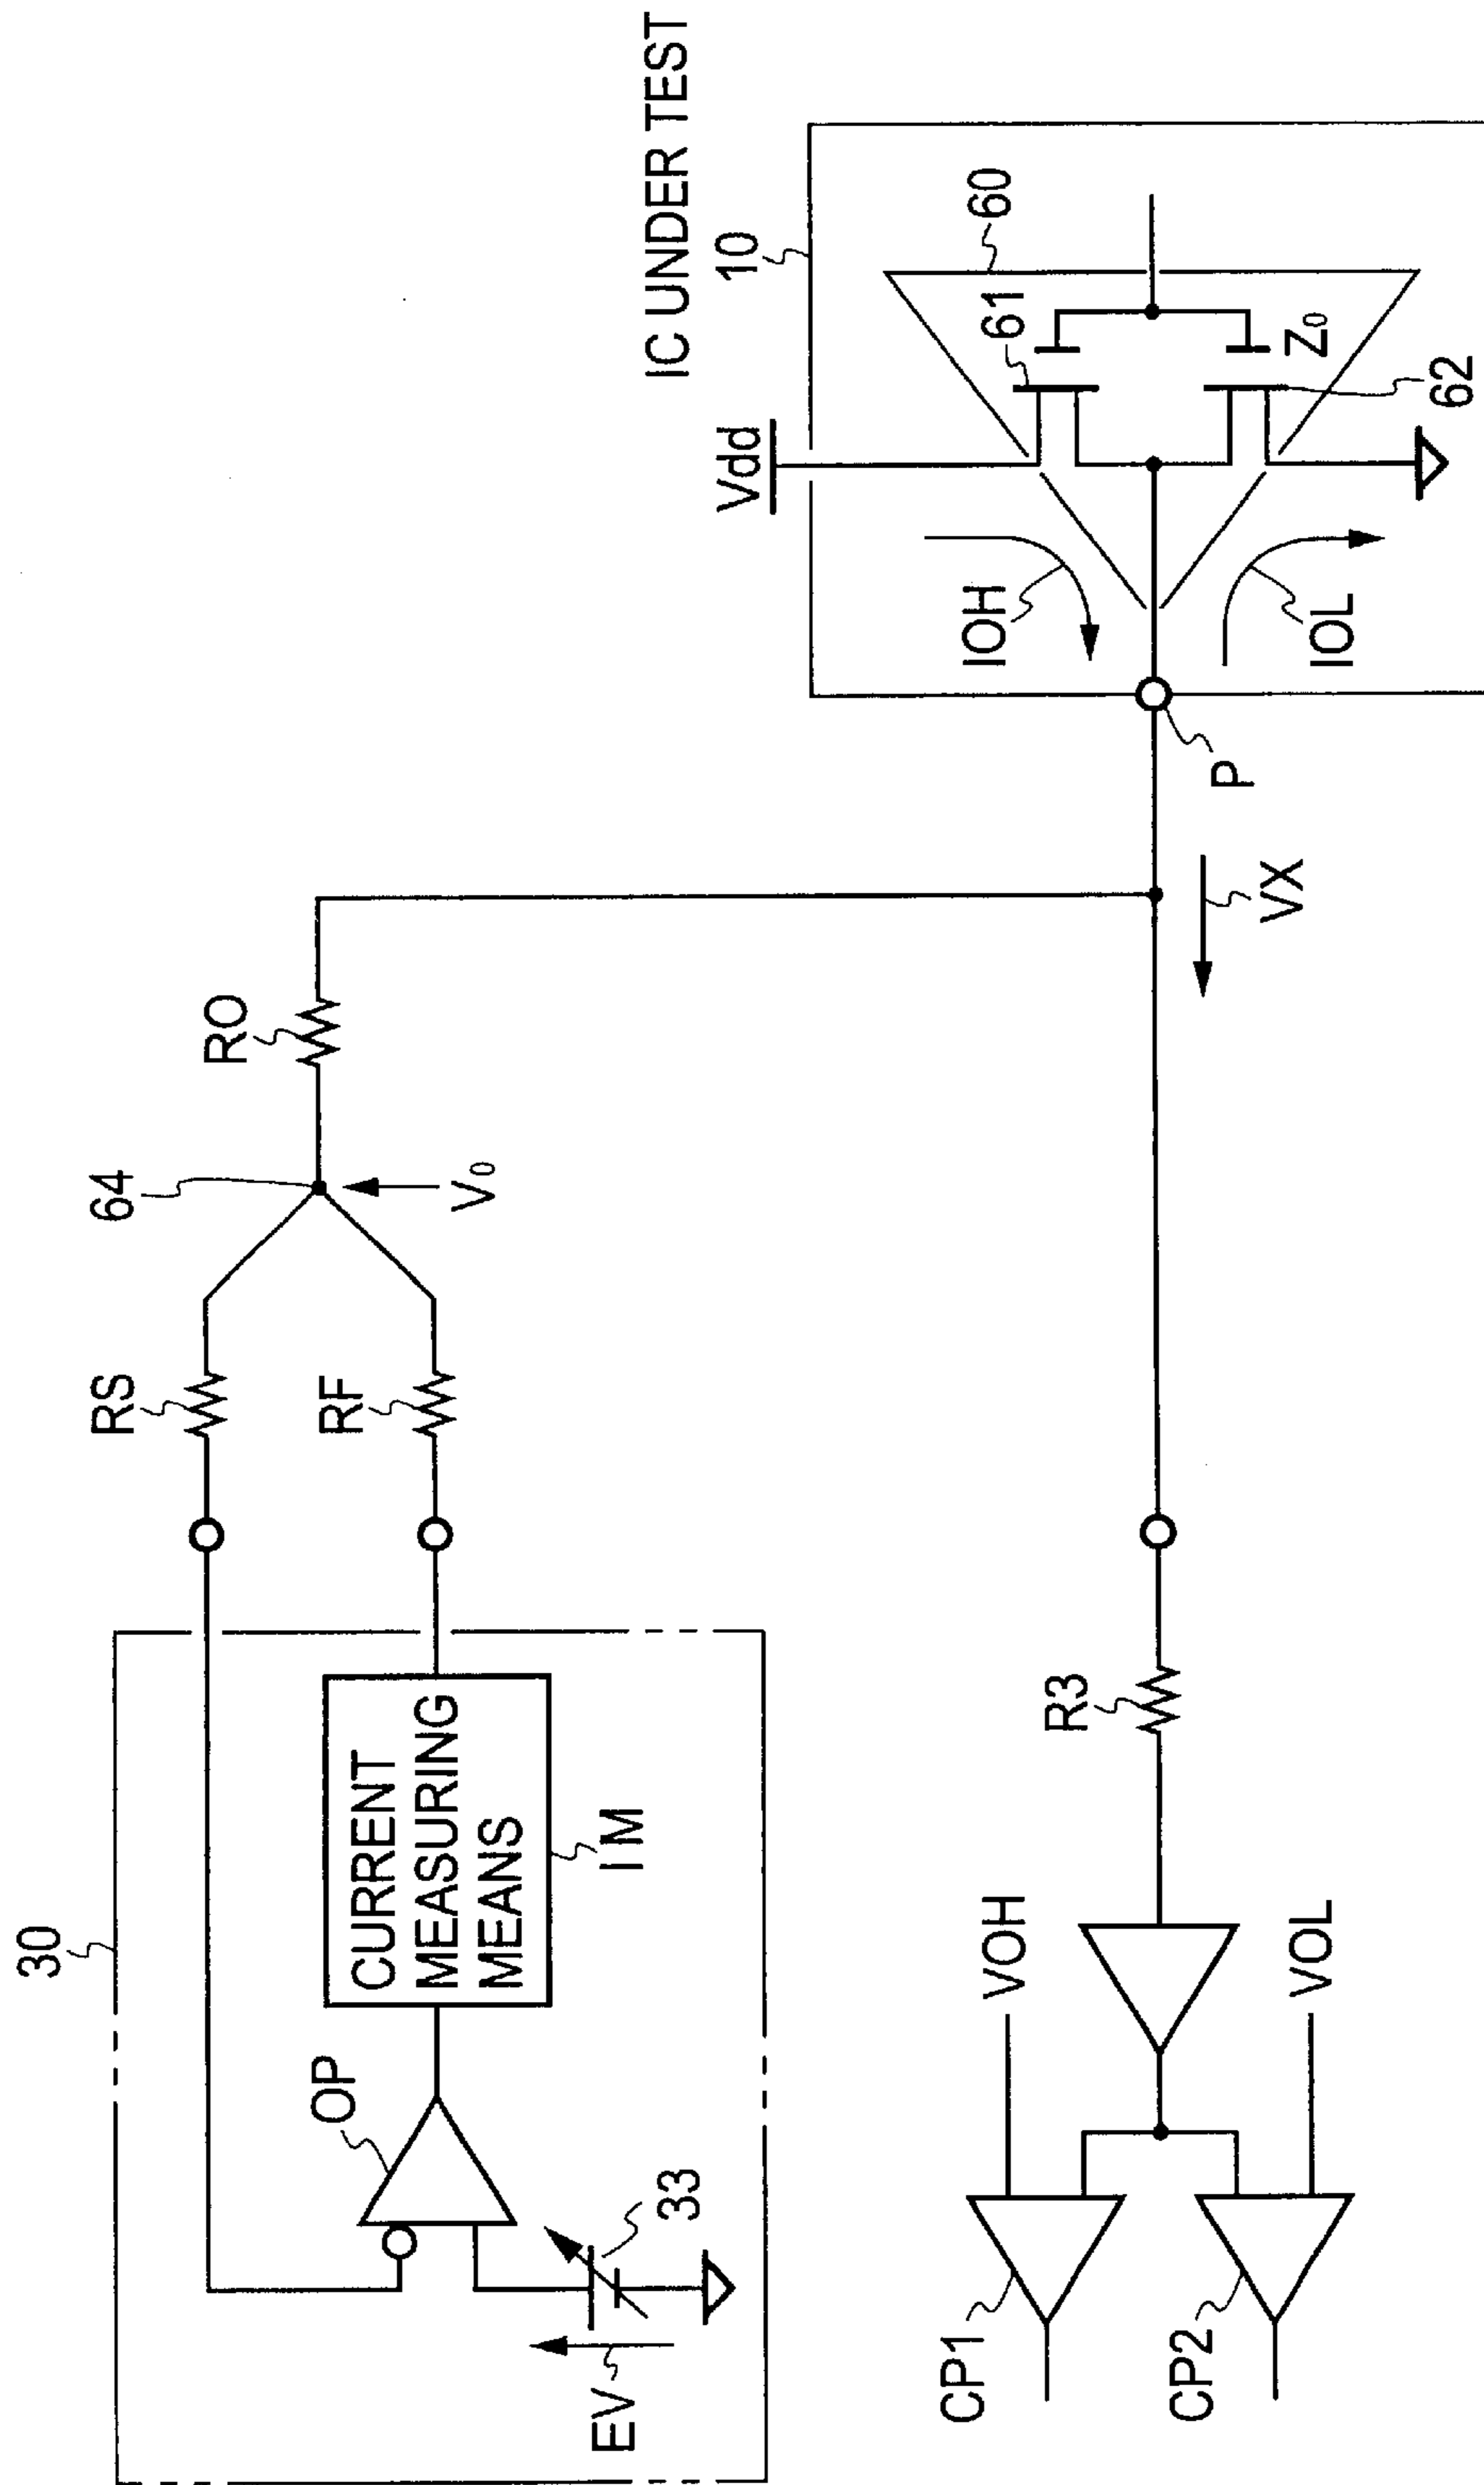 IC UNDER TEST
30
RS
64
RO
10
Vdd
OP
CURRENT
MEASURING
MEANS
RF
V₀
IM
33
EV
IOH
61
60
Z₀
62
IOL
P
VX
R3
VOH
VOL
CP1
CP2